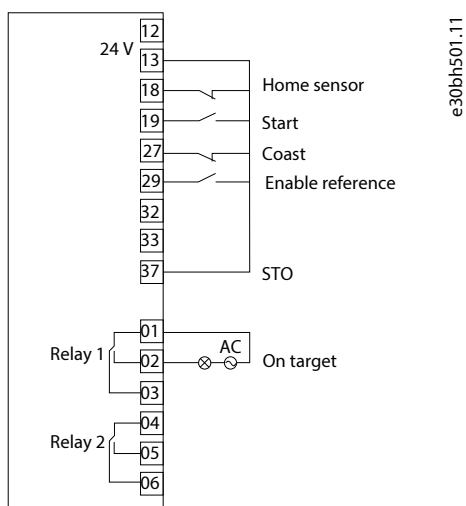 12
24 V
13
18
Home sensor
19
Start
27
Coast
29
Enable reference
32
33
37
STO
01
Relay 1
02
AC
On target
03
04
Relay 2
05
06
e30bh501.11